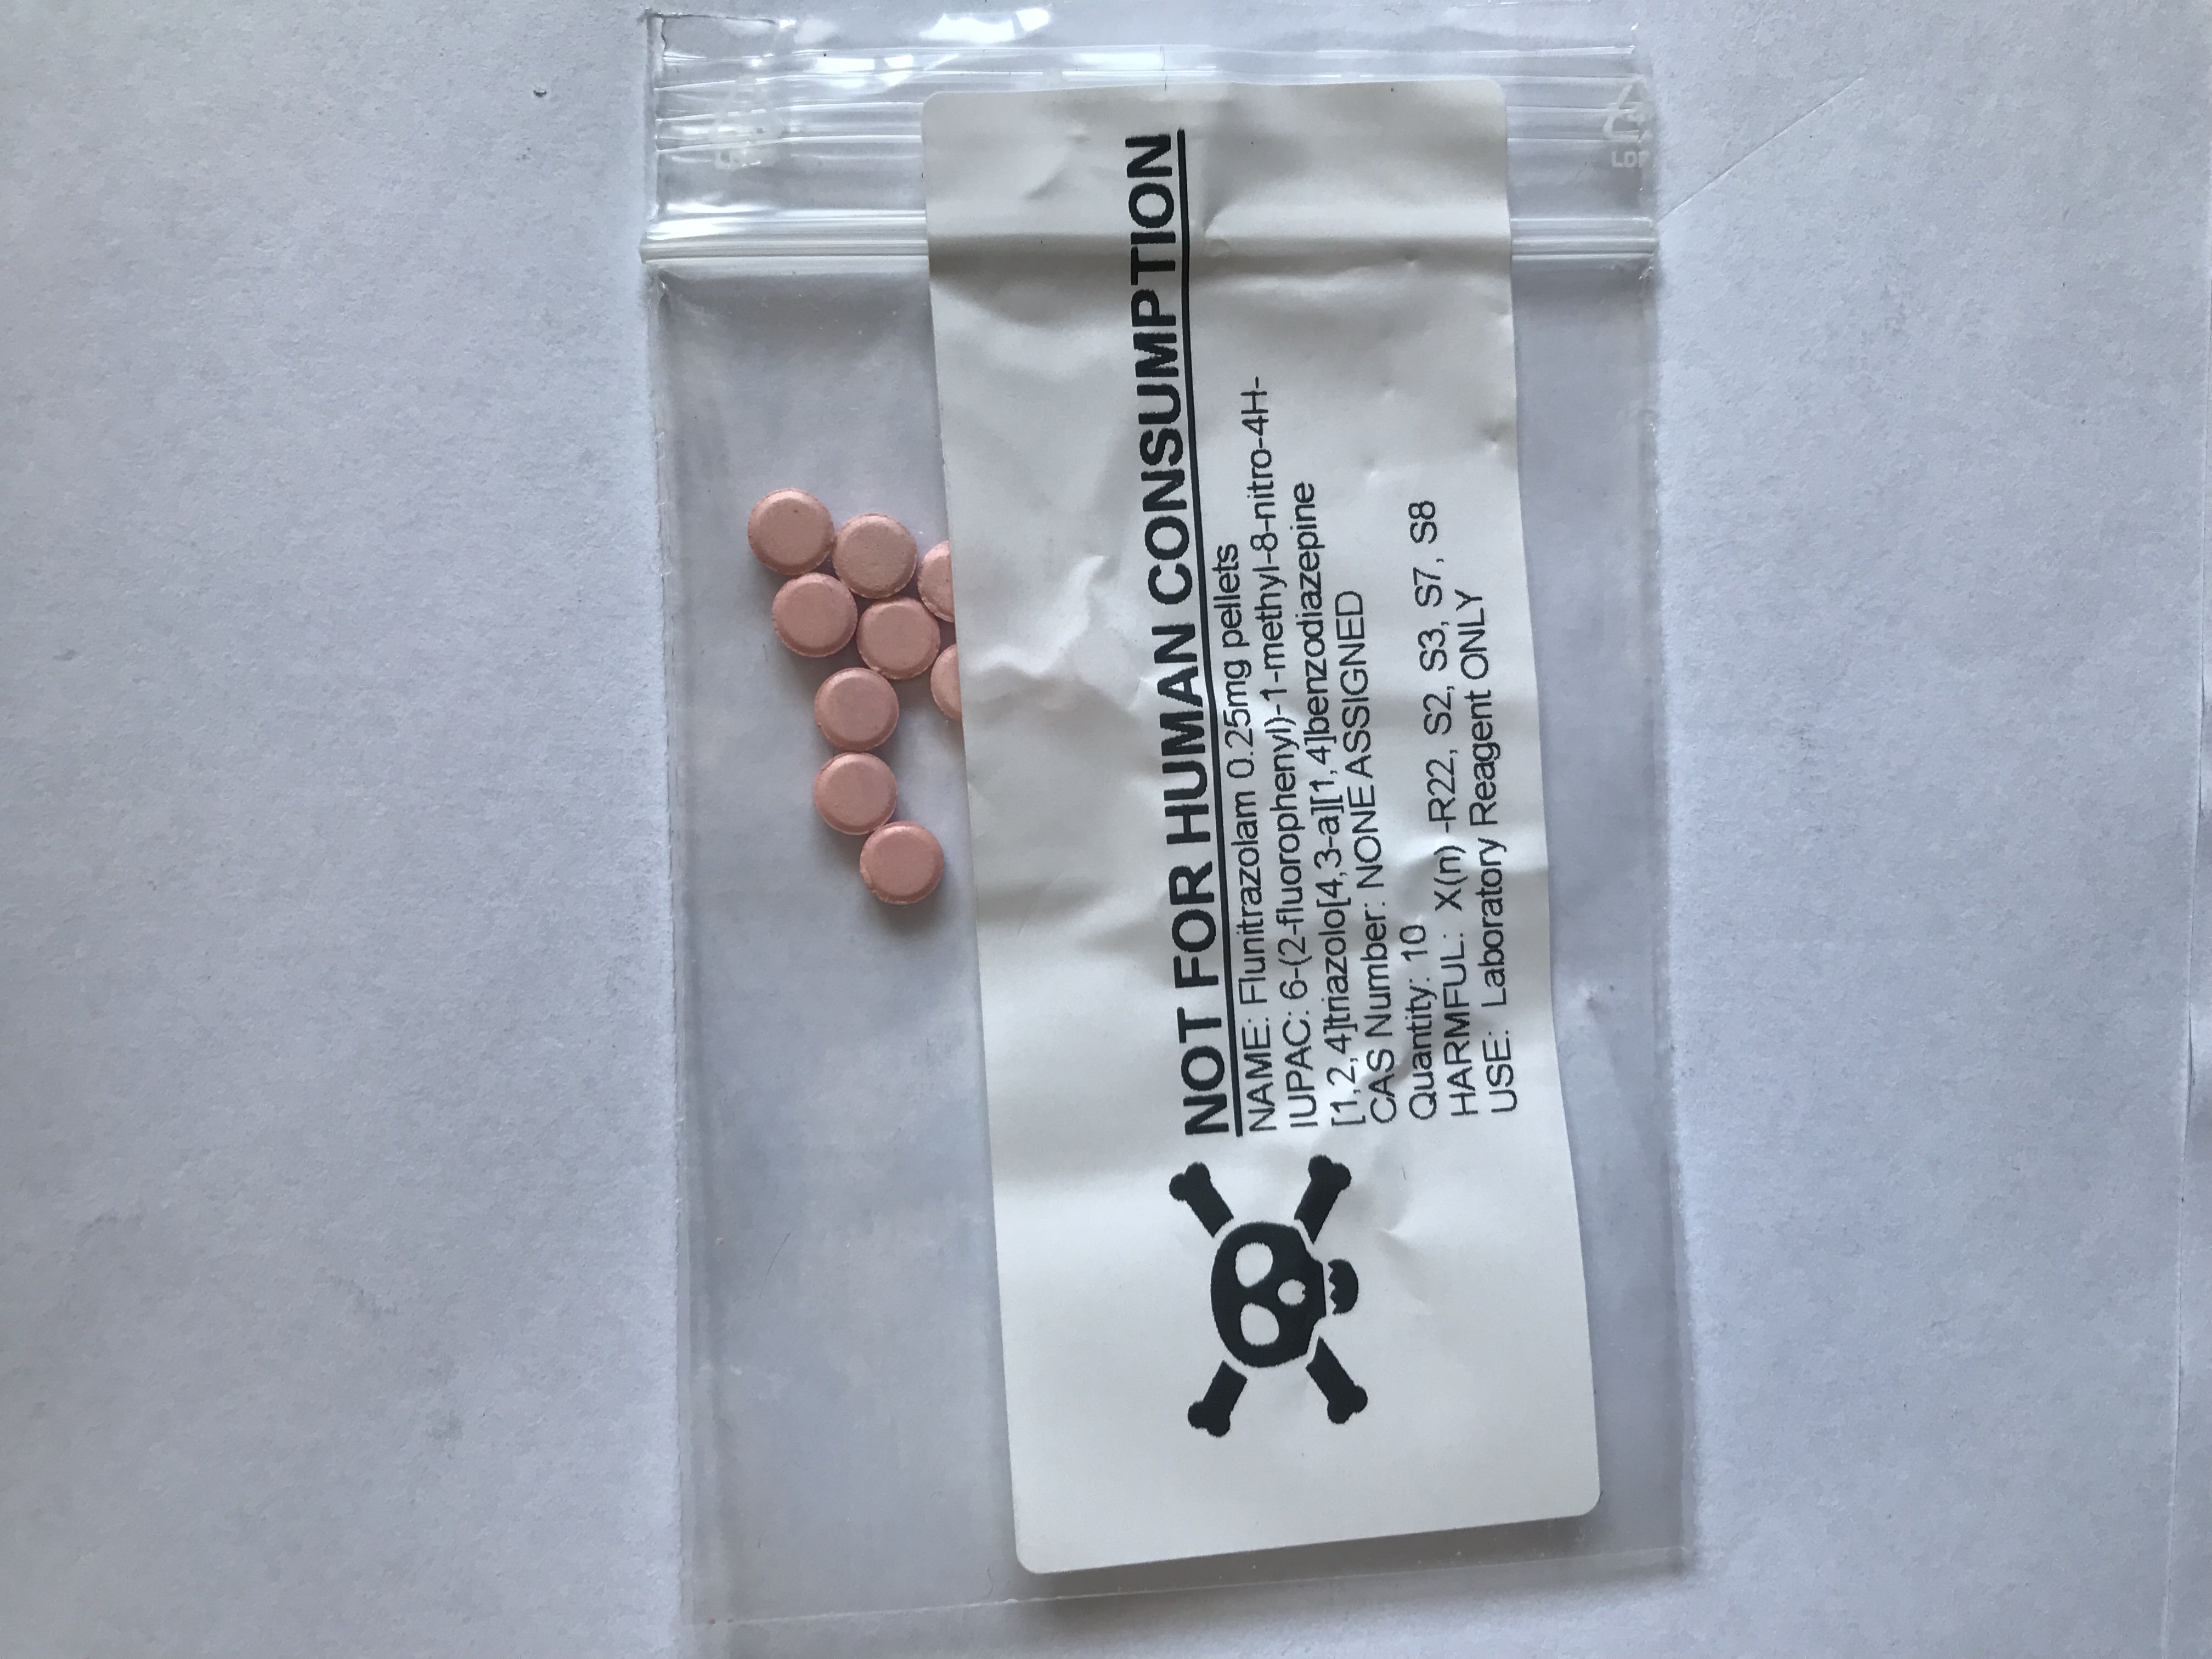 NOT FOR HUMAN CONSUMPTION
NAME: Flunitrazolam 0.25mg pellets
IUPAC: 6-(2-fluorophenyl)-1-methyl-8-nitro-4H-
[1,2,4]triazolo[4,3-a][1,4]benzodiazepine
CAS Number: NONE ASSIGNED
Quantity: 10
HARMFUL: X(n) -R22, S2, S3, S7, S8
USE: Laboratory Reagent ONLY